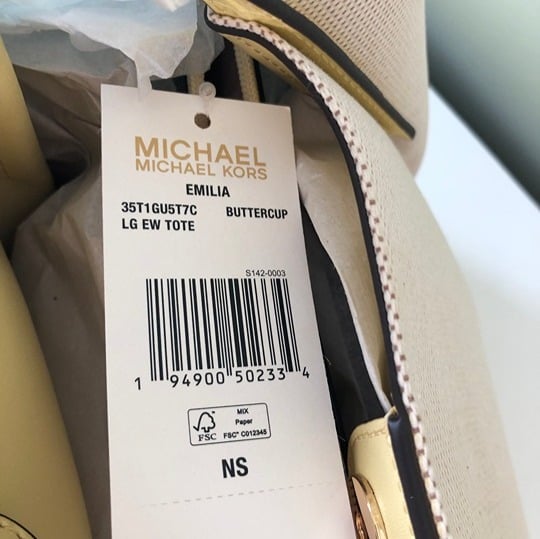 MICHAEL
MICHAEL KORS
EMILIA
35T1GU5T7C BUTTERCUP
LG EW TOTE
S142-0003
1 94900 50233 4
MIX
Paper
FSC FSC® C012345
NS